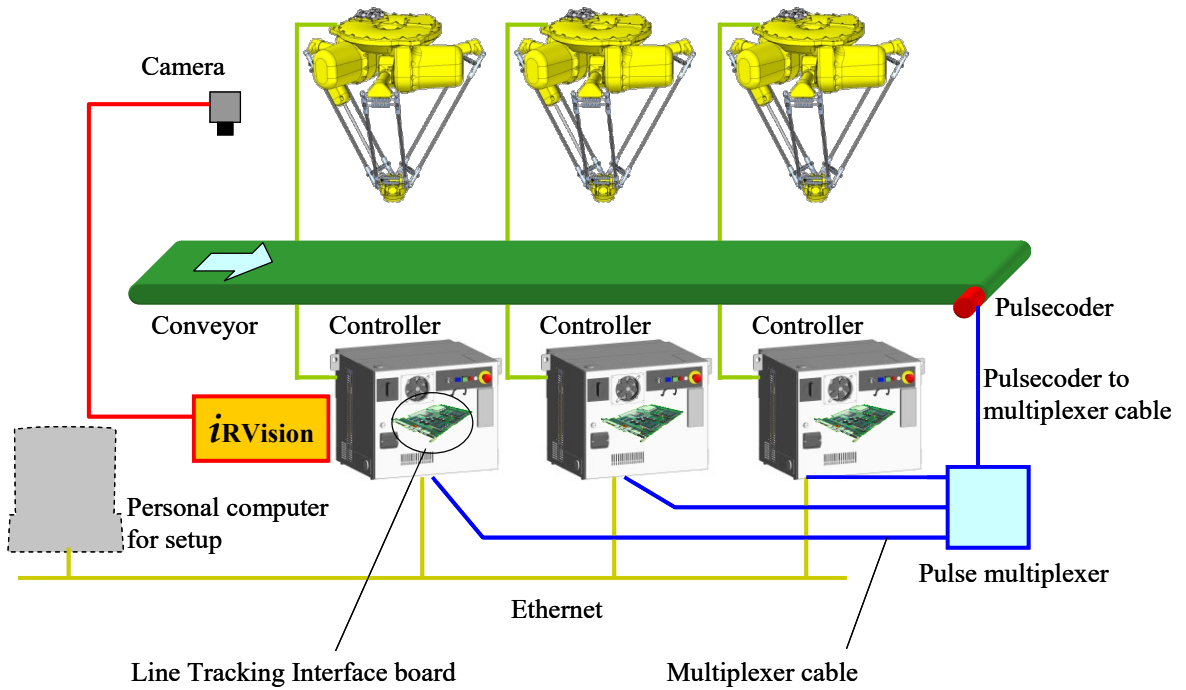 Camera
Conveyor
Controller
Controller
Controller
Pulsecoder
Pulsecoder to
multiplexer cable
iRVision
Personal computer
for setup
Pulse multiplexer
Ethernet
Line Tracking Interface board
Multiplexer cable